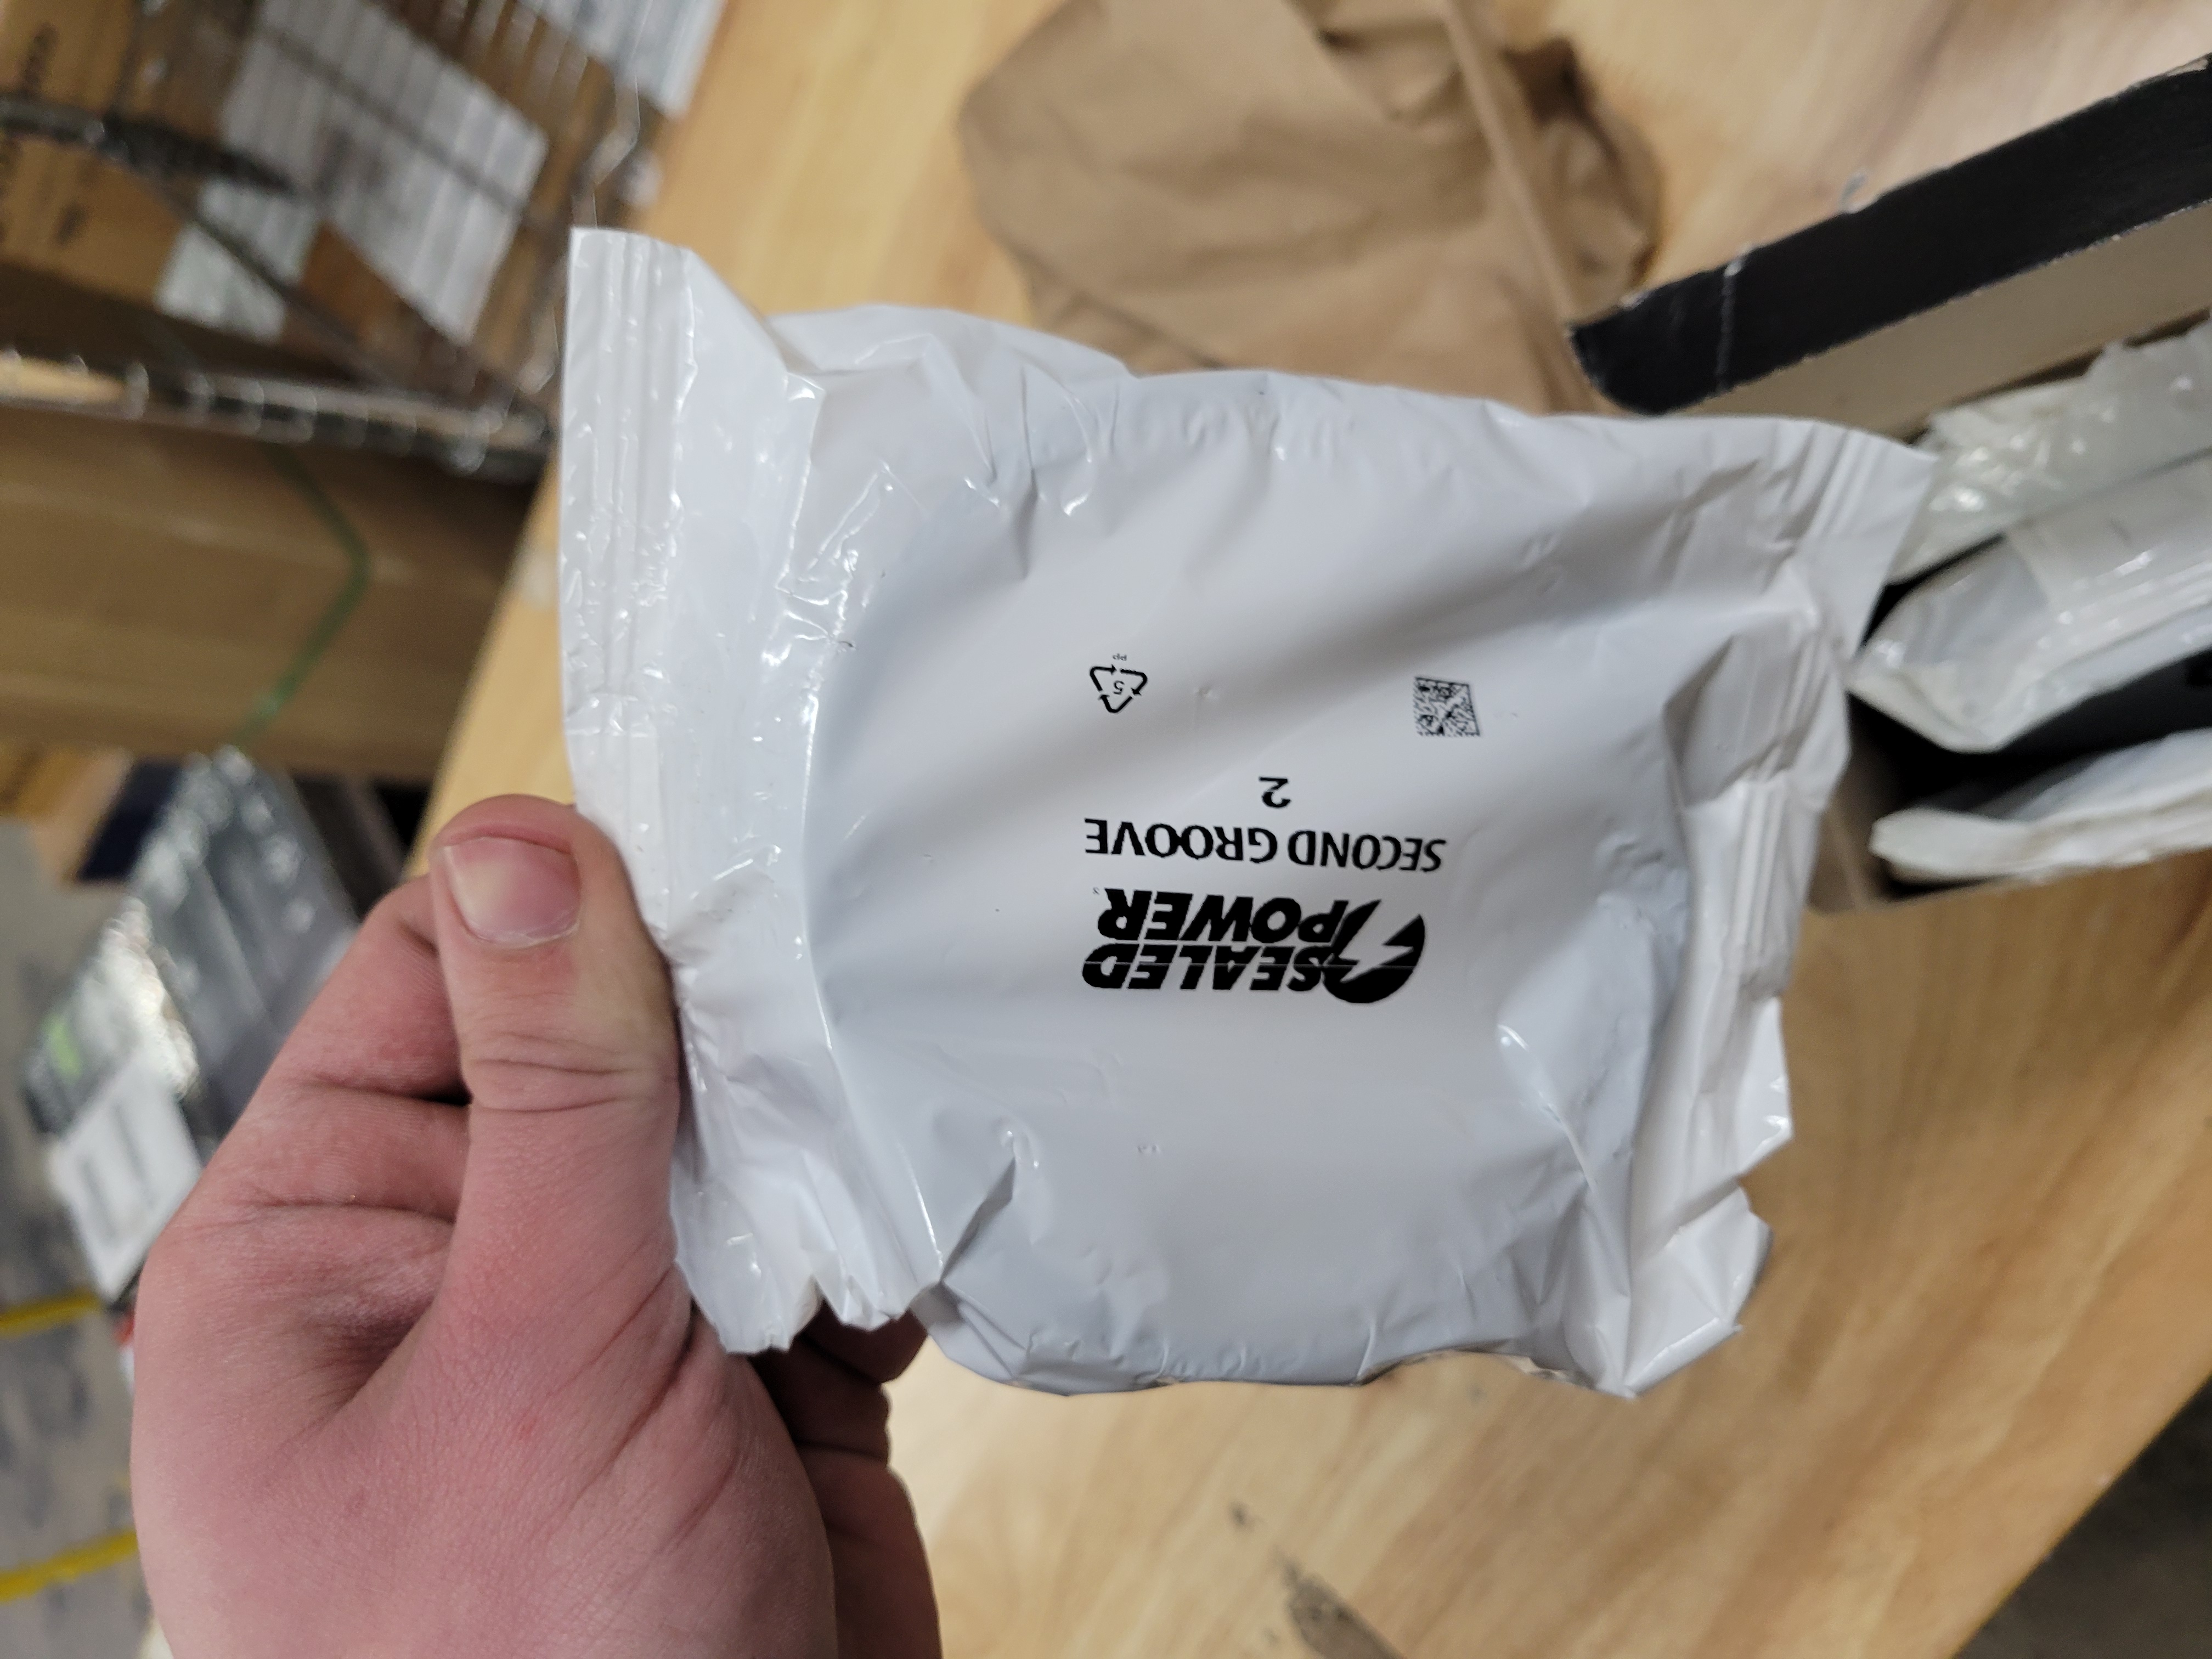 SEALED
POWER
SECOND GROOVE
2
5
PP